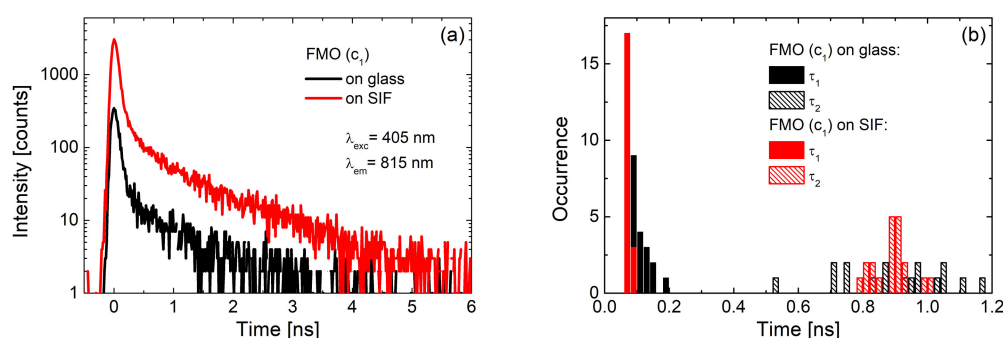 (a)
FMO (c₁)
on glass
on SIF
λexc = 405 nm
λem = 815 nm
Intensity [counts]
1000
100
10
1
0 1 2 3 4 5 6
Time [ns]
(b)
FMO (c₁) on glass:
τ₁
τ₂
FMO (c₁) on SIF:
τ₁
τ₂
Occurrence
15
10
5
0
0.0 0.2 0.4 0.6 0.8 1.0 1.2
Time [ns]